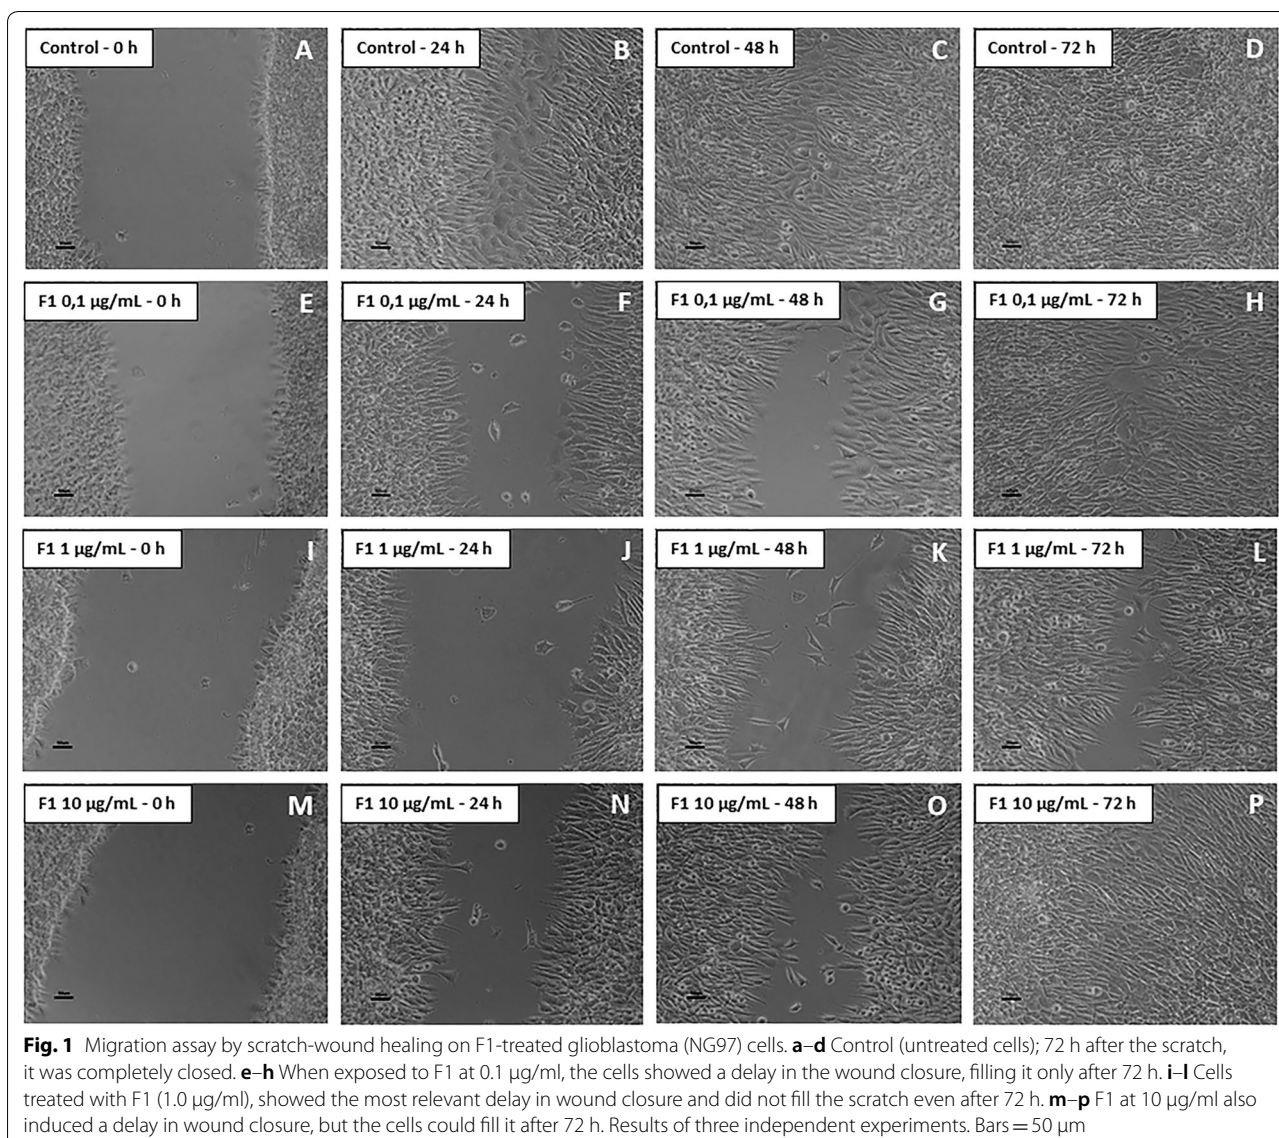 Control - 0 h A
Control - 24 h B
Control - 48 h C
Control - 72 h D
F1 0,1 µg/mL - 0 h E
F1 0,1 µg/mL - 24 h F
F1 0,1 µg/mL - 48 h G
F1 0,1 µg/mL - 72 h H
F1 1 µg/mL - 0 h I
F1 1 µg/mL - 24 h J
F1 1 µg/mL - 48 h K
F1 1 µg/mL - 72 h L
F1 10 µg/mL - 0 h M
F1 10 µg/mL - 24 h N
F1 10 µg/mL - 48 h O
F1 10 µg/mL - 72 h P
Fig. 1 Migration assay by scratch-wound healing on F1-treated glioblastoma (NG97) cells. a–d Control (untreated cells); 72 h after the scratch,
it was completely closed. e–h When exposed to F1 at 0.1 µg/ml, the cells showed a delay in the wound closure, filling it only after 72 h. i–l Cells
treated with F1 (1.0 µg/ml), showed the most relevant delay in wound closure and did not fill the scratch even after 72 h. m–p F1 at 10 µg/ml also
induced a delay in wound closure, but the cells could fill it after 72 h. Results of three independent experiments. Bars = 50 µm